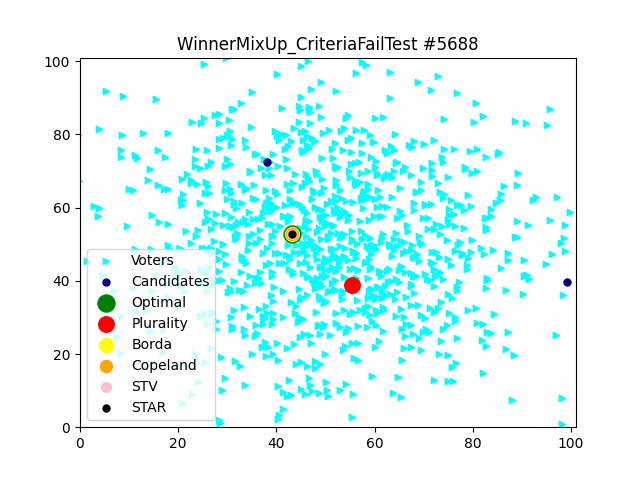 WinnerMixUp_CriteriaFailTest #5688
100
80
60
40
20
0
0 20 40 60 80 100
Voters
Candidates
Optimal
Plurality
Borda
Copeland
STV
STAR